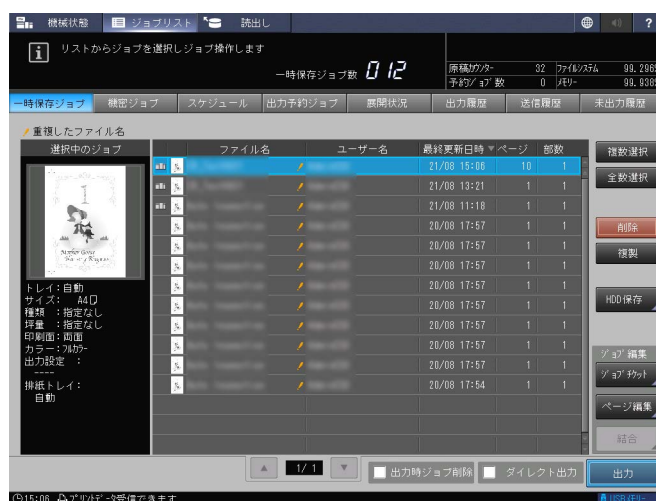 機械状態 ジョブリスト 読出し ?
リストからジョブを選択しジョブ操作します
一時保存ジョブ数 012
原稿カウンター 32 ファイルシステム 99.296
予約ジョブ数 0 メモリー 99.938
一時保存ジョブ 機密ジョブ スケジュール 出力予約ジョブ 展開状況 出力履歴 送信履歴 未出力履歴
重複したファイル名
選択中のジョブ ファイル名 ユーザー名 最終更新日時 ▼ ページ 部数
21/08 15:06 10 1
21/08 13:21 1 1
21/08 11:18 1 1
20/08 17:57 1 1
20/08 17:57 1 1
20/08 17:57 1 1
20/08 17:57 1 1
20/08 17:57 1 1
20/08 17:57 1 1
20/08 17:57 1 1
20/08 17:57 1 1
20/08 17:54 1 1
1
Mother Goose
トレイ:自動
サイズ: A4
種類 :指定なし
坪量 :指定なし
印刷面:両面
カラー:フルカラー
出力設定 :
----
排紙トレイ:
自動
複数選択
全数選択
削除
複製
HDD保存
ジョブ編集
ジョブチケット
ページ編集
結合
1/ 1
出力時ジョブ削除 ダイレクト出力 出力
15:06 プリントデータ受信できます USBメモリー